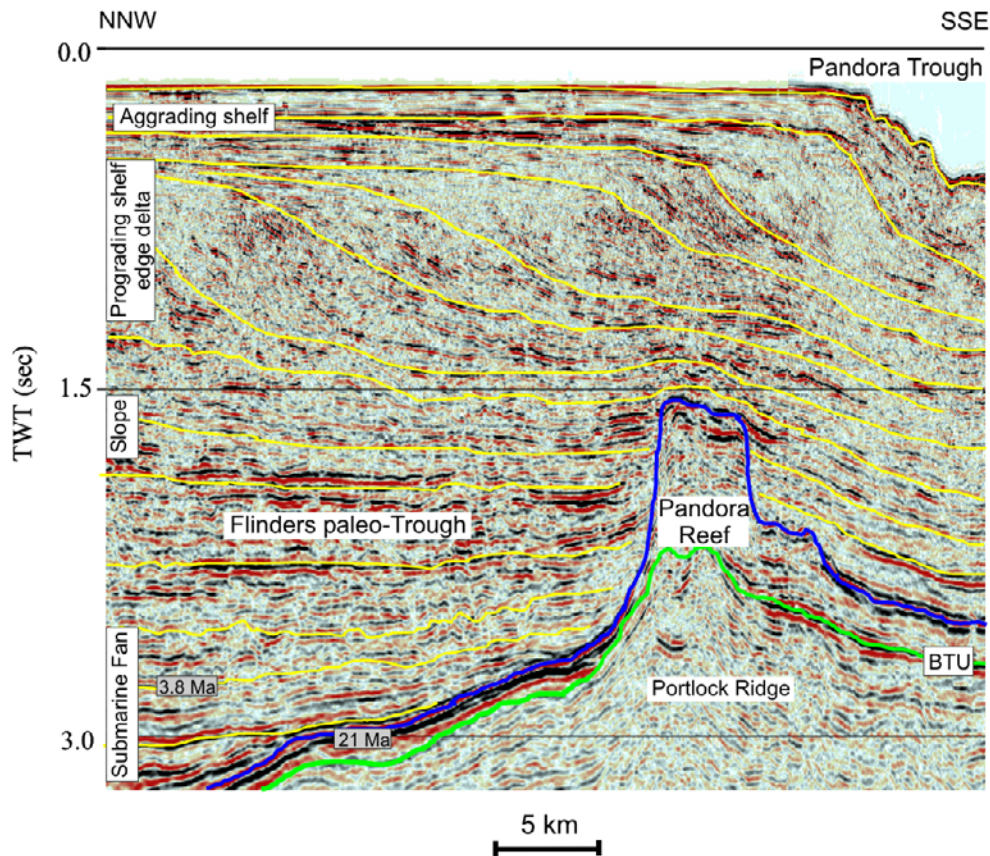 NNW
SSE
0.0
Pandora Trough
Aggrading shelf
Prograding shelf
edge delta
TWT (sec)
1.5
Slope
Flinders paleo-Trough
Pandora
Reef
Submarine Fan
BTU
3.8 Ma
Portlock Ridge
21 Ma
3.0
5 km